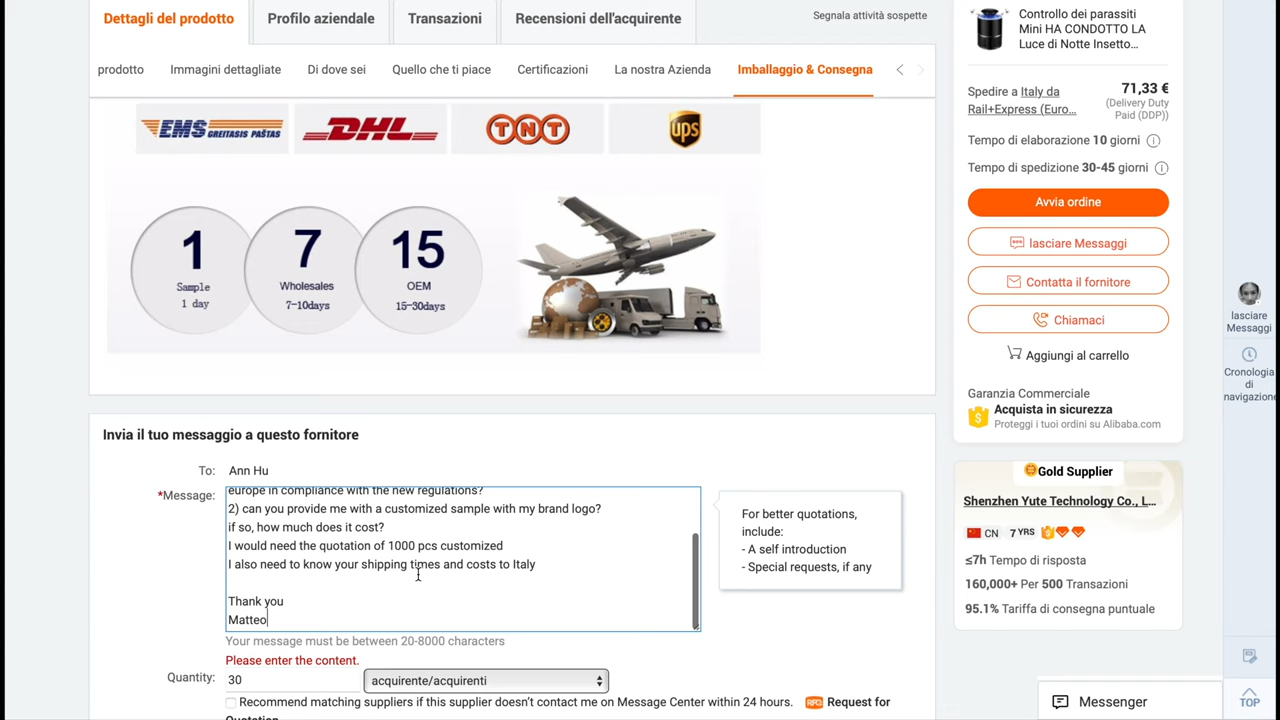 Dettagli del prodotto
Profilo aziendale
Transazioni
Recensioni dell'acquirente
Segnala attività sospette
prodotto
Immagini dettagliate
Di dove sei
Quello che ti piace
Certificazioni
La nostra Azienda
Imballaggio & Consegna
EMS GREITASIS PAŠTAS
DHL
TNT
ups
1
Sample
1 day
7
Wholesales
7-10days
15
OEM
15-30days
Invia il tuo messaggio a questo fornitore
To: Ann Hu
*Message:
europe in compliance with the new regulations?
2) can you provide me with a customized sample with my brand logo?
if so, how much does it cost?
I would need the quotation of 1000 pcs customized
I also need to know your shipping times and costs to Italy
Thank you
Matteo
For better quotations,
include:
- A self introduction
- Special requests, if any
Your message must be between 20-8000 characters
Please enter the content.
Quantity: 30 acquirente/acquirenti
Recommend matching suppliers if this supplier doesn't contact me on Message Center within 24 hours. RFQ Request for
Quotation
Controllo dei parassiti
Mini HA CONDOTTO LA
Luce di Notte Insetto...
71,33 €
Spedire a Italy da
Rail+Express (Euro...
(Delivery Duty
Paid (DDP))
Tempo di elaborazione 10 giorni
Tempo di spedizione 30-45 giorni
Avvia ordine
lasciare Messaggi
Contatta il fornitore
Chiamaci
Aggiungi al carrello
Garanzia Commerciale
Acquista in sicurezza
Proteggi i tuoi ordini su Alibaba.com
Gold Supplier
Shenzhen Yute Technology Co., L...
CN 7 YRS
≤7h Tempo di risposta
160,000+ Per 500 Transazioni
95.1% Tariffa di consegna puntuale
lasciare
Messaggi
Cronologia
di
navigazione
TOP
Messenger